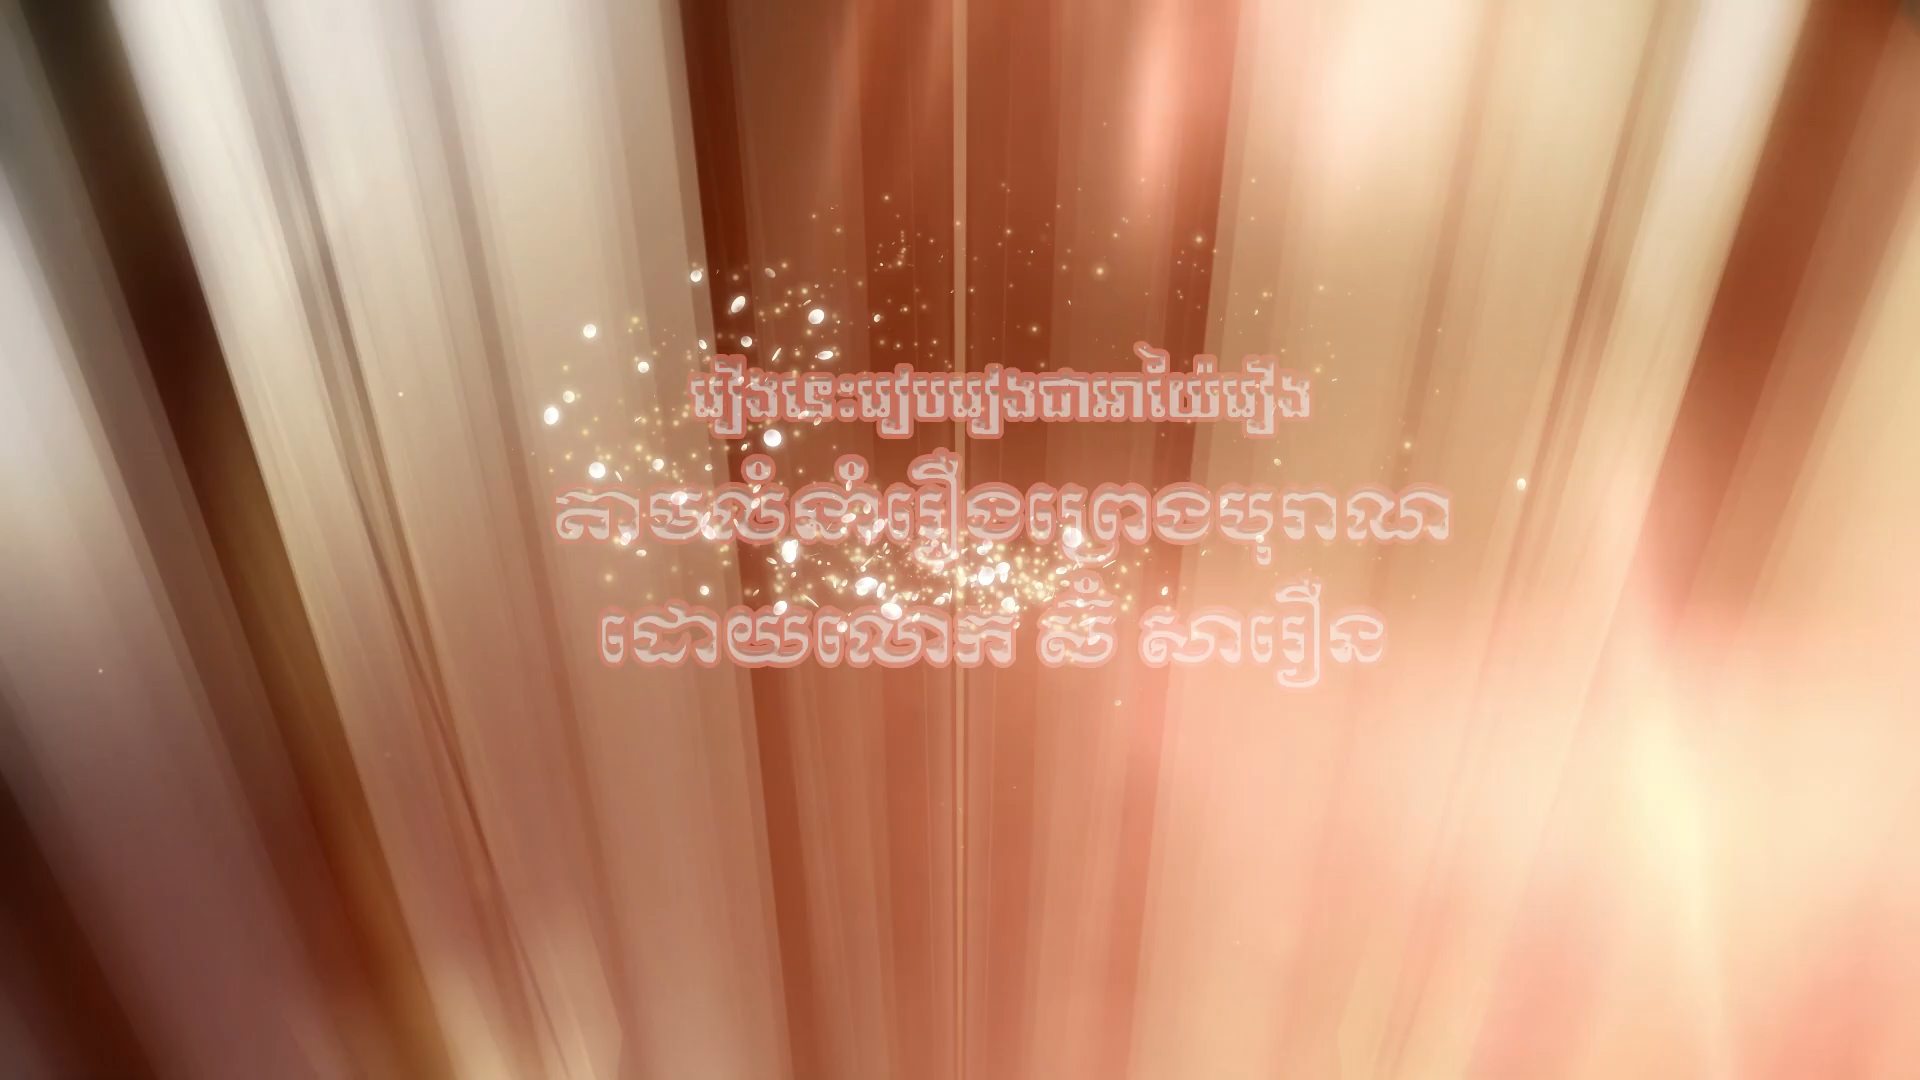 រឿងនេះរៀបរៀងជាអាយ៉ៃរឿង
តាមលំនាំរឿងព្រេងបុរាណ
ដោយលោក ស៊ឹម សារឿន